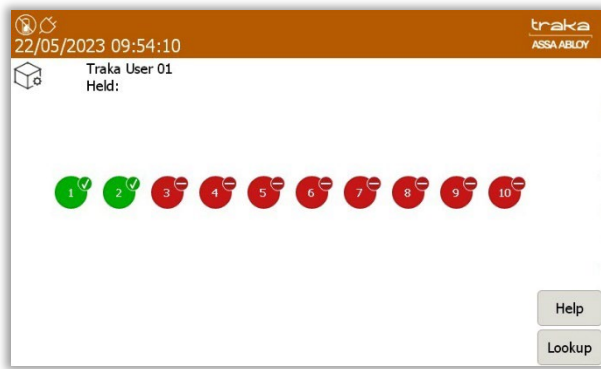 traka
22/05/2023 09:54:10
ASSA ABLOY
Traka User 01
Held:
1 2 3 4 5 6 7 8 9 10
Help
Lookup